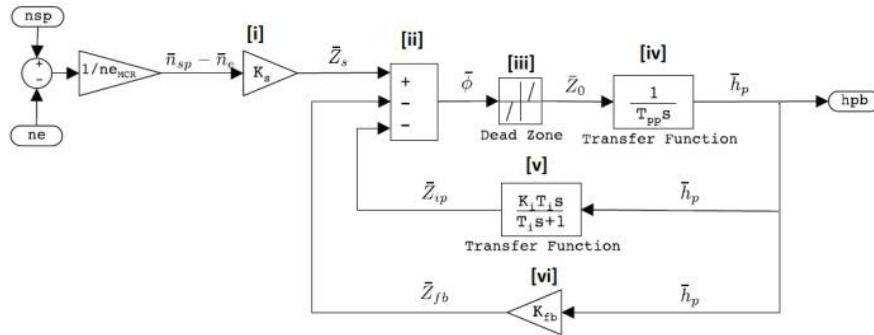 nsp
+
-
ne
1/ne_MCR
n̄_sp − n̄_e
[i]
K_s
Z̄_s
[ii]
+
−
−
ϕ̄
[iii]
Dead Zone
Z̄_0
[iv]
1
T_pp s
Transfer Function
h̄_p
hpb
[v]
Z̄_ip
K_i T_i s
T_i s+1
Transfer Function
h̄_p
[vi]
Z̄_fb
K_fb
h̄_p